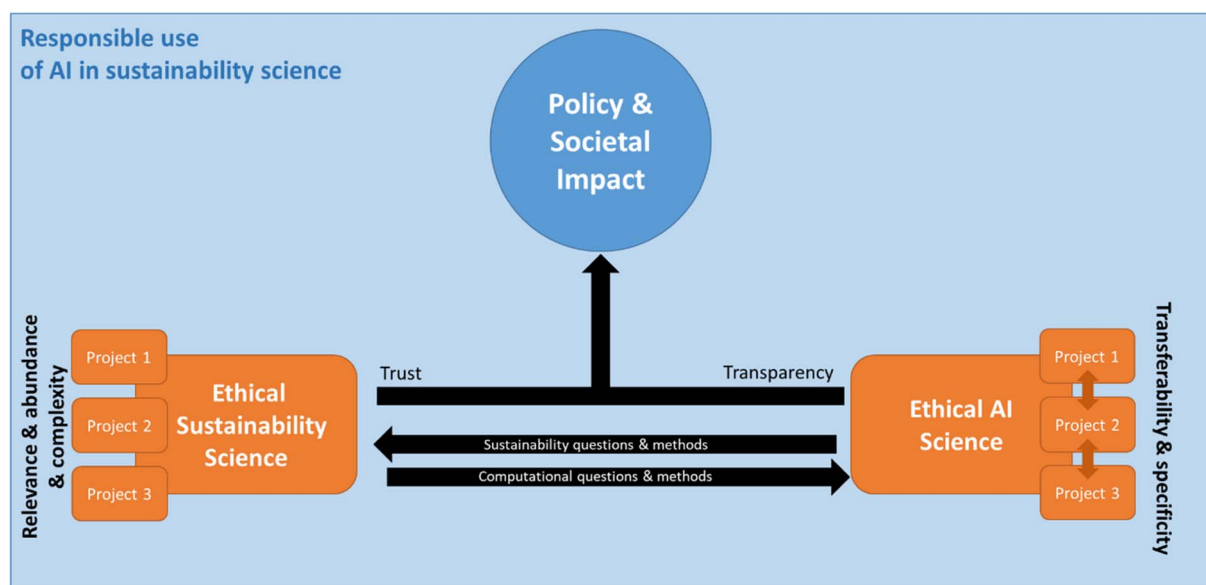 Responsible use
of AI in sustainability science
Policy &
Societal
Impact
Relevance & abundance
& complexity
Project 1
Project 2
Project 3
Ethical
Sustainability
Science
Trust
Transparency
Sustainability questions & methods
Computational questions & methods
Ethical AI
Science
Project 1
Project 2
Project 3
Transferability & specificity